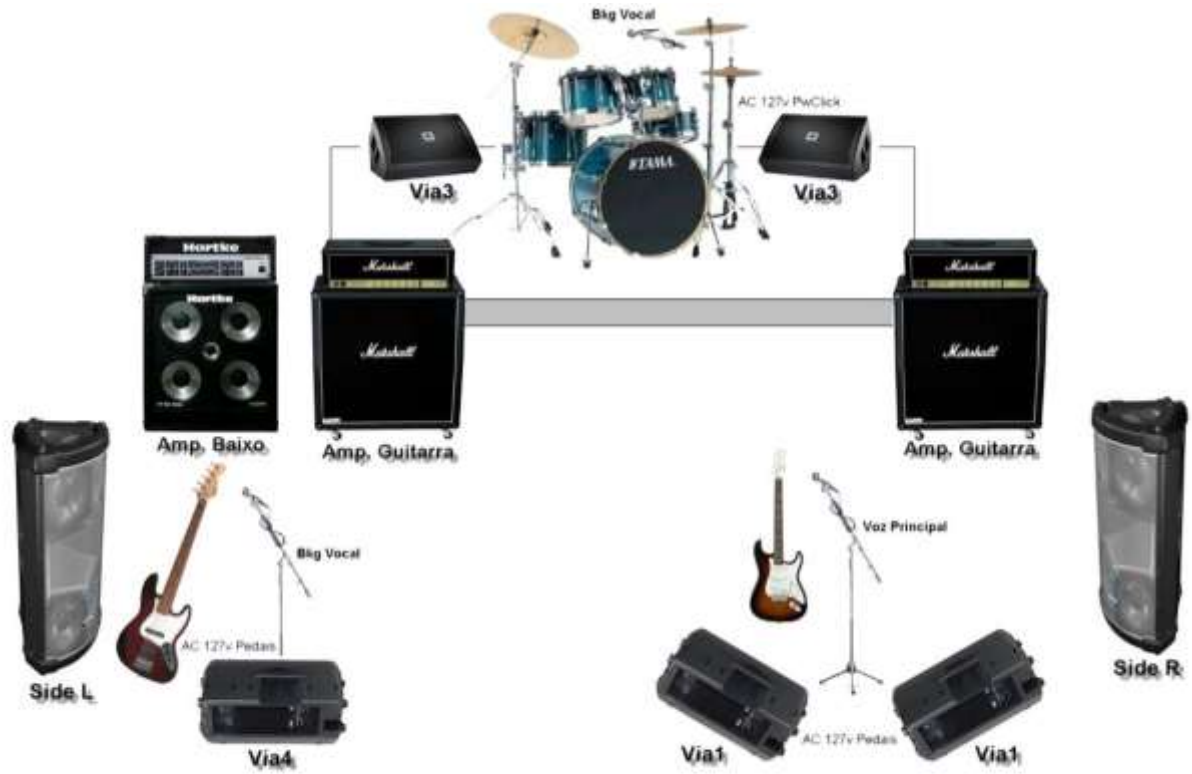 Bkg Vocal
AC 127v PwClick
TAMA
Via3
Via3
Hartke
Hartke
Marshall
Marshall
Marshall
Marshall
Amp. Baixo
Amp. Guitarra
Amp. Guitarra
Voz Principal
Bkg Vocal
AC 127v Pedais
Side L
Side R
Via4
Via1
AC 127v Pedais
Via1